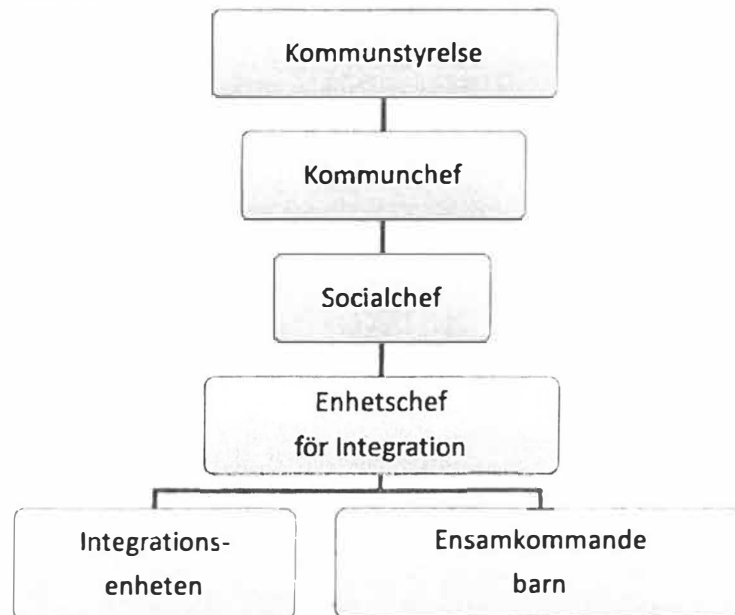 Kommunstyrelse
Kommunchef
Socialchef
Enhetschef
för Integration
Integrations-
enheten
Ensamkommande
barn